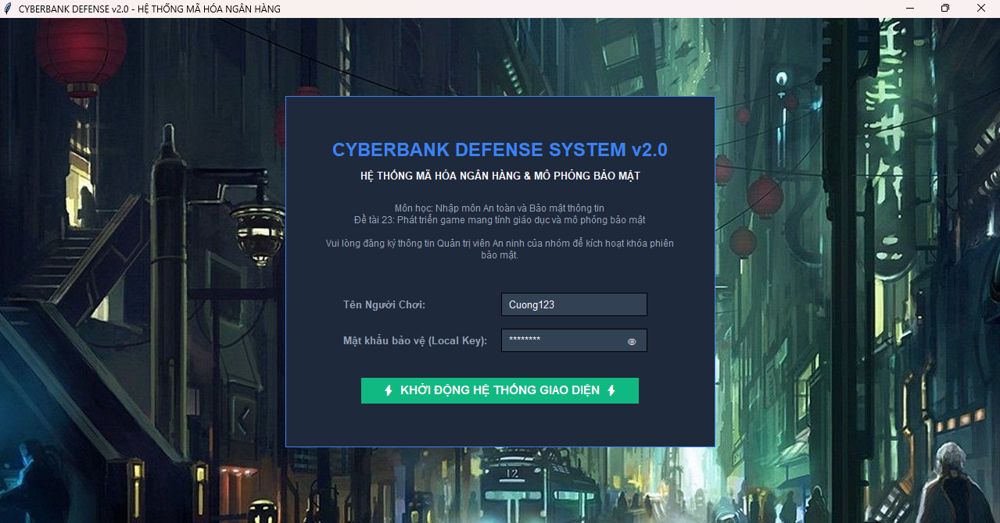 CYBERBANK DEFENSE v2.0 - HỆ THỐNG MÃ HÓA NGÂN HÀNG
CYBERBANK DEFENSE SYSTEM v2.0
HỆ THỐNG MÃ HÓA NGÂN HÀNG & MÔ PHỎNG BẢO MẬT
Môn học: Nhập môn An toàn và Bảo mật thông tin
Đề tài 23: Phát triển game mang tính giáo dục và mô phỏng bảo mật
Vui lòng đăng ký thông tin Quản trị viên An ninh của nhóm để kích hoạt khóa phiên
bảo mật.
Tên Người Chơi:
Cuong123
Mật khẩu bảo vệ (Local Key):
********
KHỞI ĐỘNG HỆ THỐNG GIAO DIỆN
12